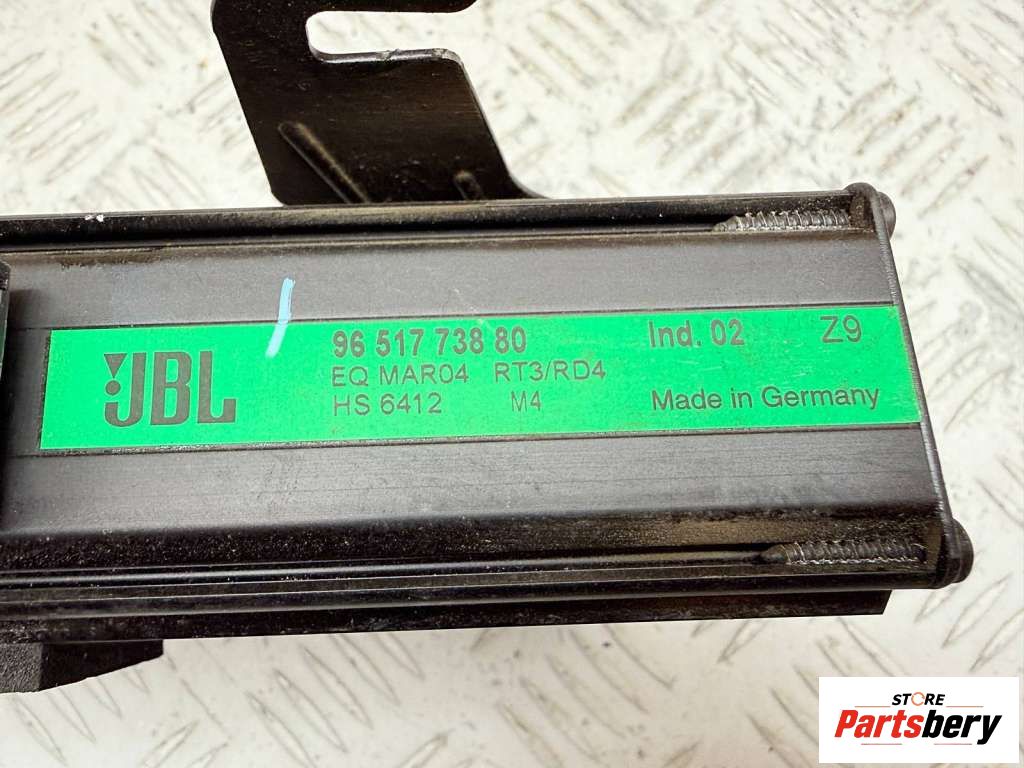 JBL
96 517 738 80 Ind. 02 Z9
EQ MAR04 RT3/RD4
HS 6412 M4 Made in Germany
STORE
Partsbery